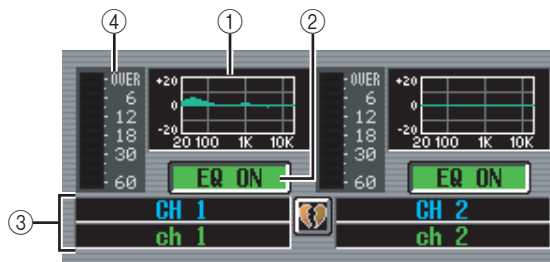 ④ ① ②
OVER +20 OVER +20
6 0 6 0
12 12
18 -20 18 -20
30 20 100 1K 10K 30 20 100 1K 10K
60 EQ ON 60 EQ ON
③
CH 1 CH 2
ch 1 ch 2